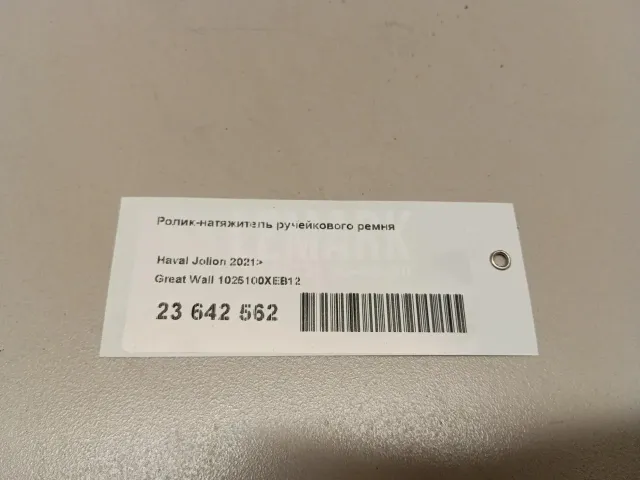 Ролик-натяжитель ручейкового ремня
Haval Jolion 2021>
Great Wall 1025100XEB12
23 642 562